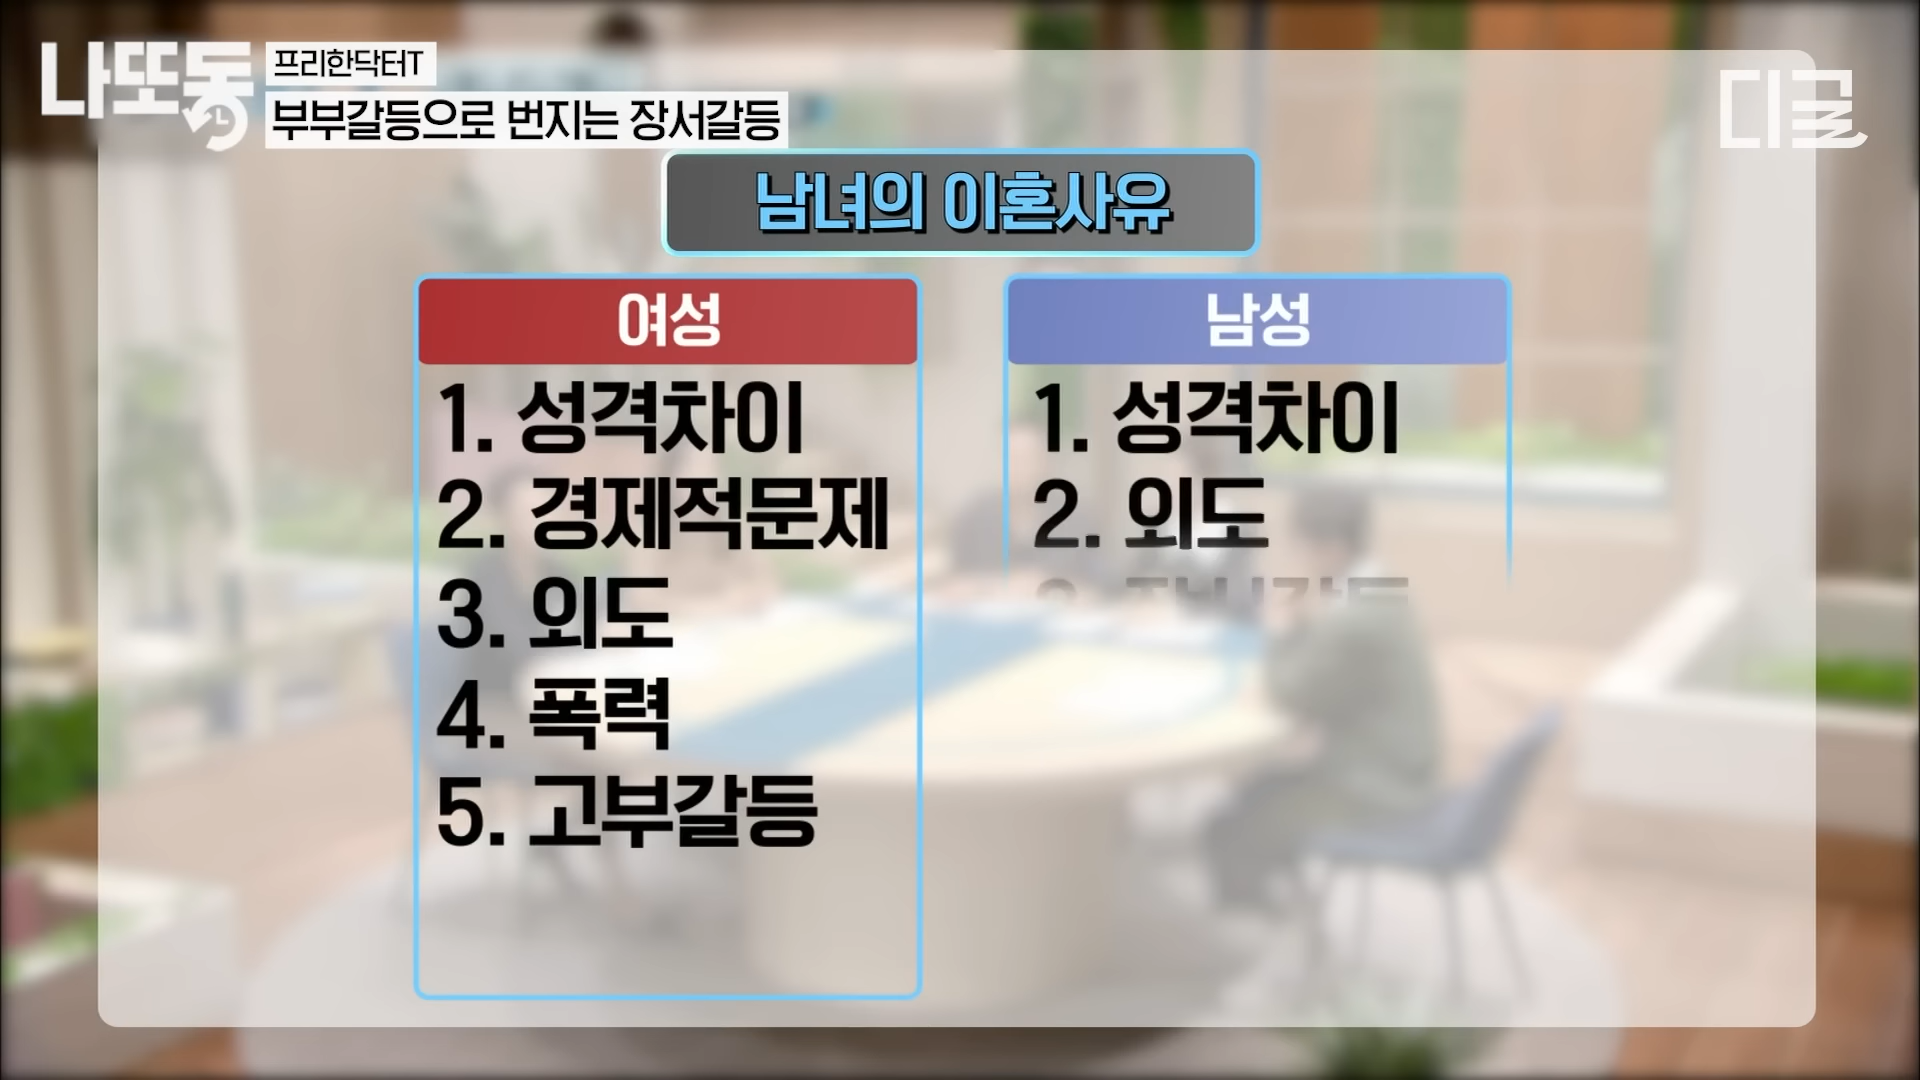 나또동
프리한닥터T
부부갈등으로 번지는 장서갈등
디글
남녀의 이혼사유
여성
1. 성격차이
2. 경제적문제
3. 외도
4. 폭력
5. 고부갈등
남성
1. 성격차이
2. 외도